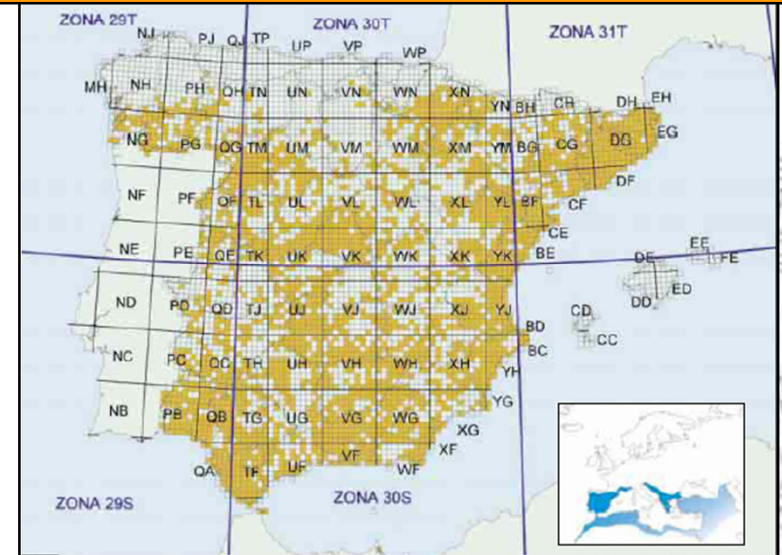 ZONA 29T
ZONA 30T
ZONA 31T
NJ PJ QJ TP UP VP WP
MH NH PH QH TN UN VN WN XN YN BH CH DH EH
NG PG QG TM UM VM WM XM YM BG CG DG EG
NF PF QF TL UL VL WL XL YL BF CF DF
NE PE QE TK UK VK WK XK YK BE CE DE EE FE
ND PD QD TJ UJ VJ WJ XJ YJ BD CD DD ED
NC PC QC TH UH VH WH XH YH BC CC
NB PB QB TG UG VG WG XG YG
QA TF UF VF WF XF
ZONA 29S
ZONA 30S